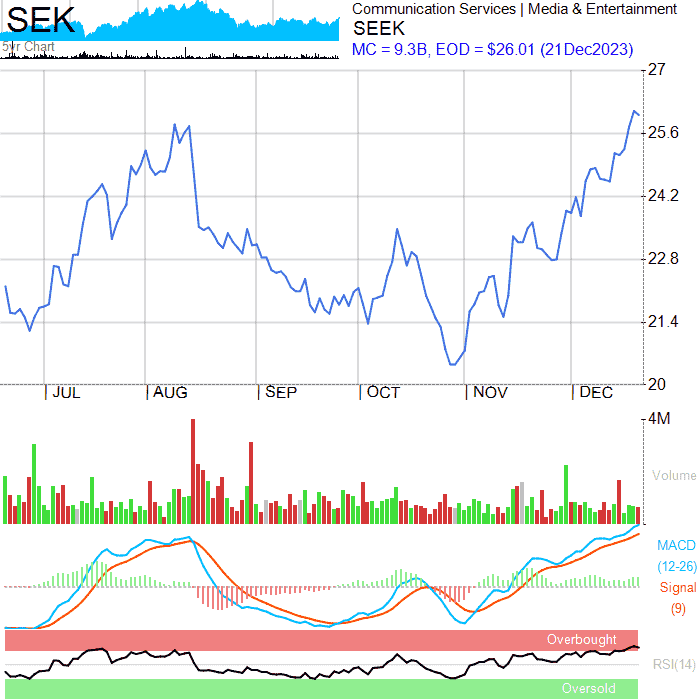 SEK
5yr Chart
Communication Services | Media & Entertainment
SEEK
MC = 9.3B, EOD = $26.01 (21Dec2023)
27
25.6
24.2
22.8
21.4
20
JUL AUG SEP OCT NOV DEC
4M
Volume
MACD
(12-26)
Signal
(9)
Overbought
RSI(14)
Oversold